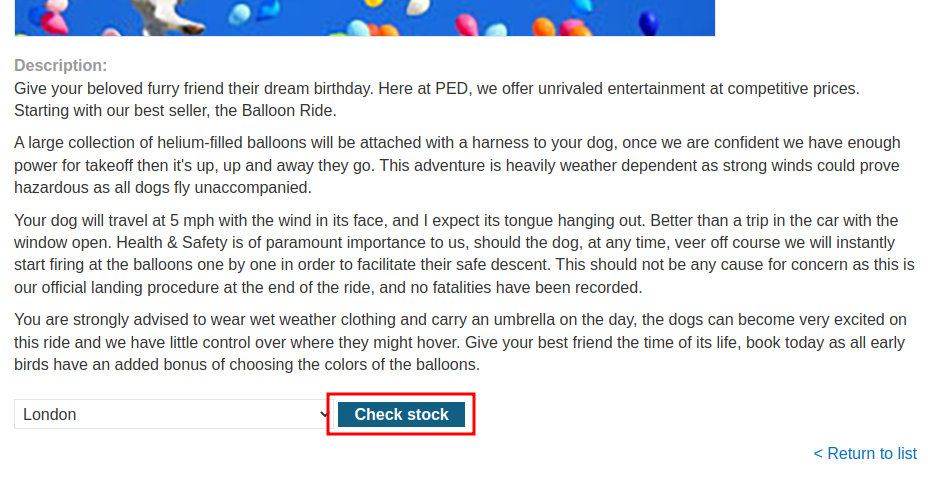 Description:
Give your beloved furry friend their dream birthday. Here at PED, we offer unrivaled entertainment at competitive prices.
Starting with our best seller, the Balloon Ride.
A large collection of helium-filled balloons will be attached with a harness to your dog, once we are confident we have enough
power for takeoff then it's up, up and away they go. This adventure is heavily weather dependent as strong winds could prove
hazardous as all dogs fly unaccompanied.
Your dog will travel at 5 mph with the wind in its face, and I expect its tongue hanging out. Better than a trip in the car with the
window open. Health & Safety is of paramount importance to us, should the dog, at any time, veer off course we will instantly
start firing at the balloons one by one in order to facilitate their safe descent. This should not be any cause for concern as this is
our official landing procedure at the end of the ride, and no fatalities have been recorded.
You are strongly advised to wear wet weather clothing and carry an umbrella on the day, the dogs can become very excited on
this ride and we have little control over where they might hover. Give your best friend the time of its life, book today as all early
birds have an added bonus of choosing the colors of the balloons.
London Check stock
< Return to list